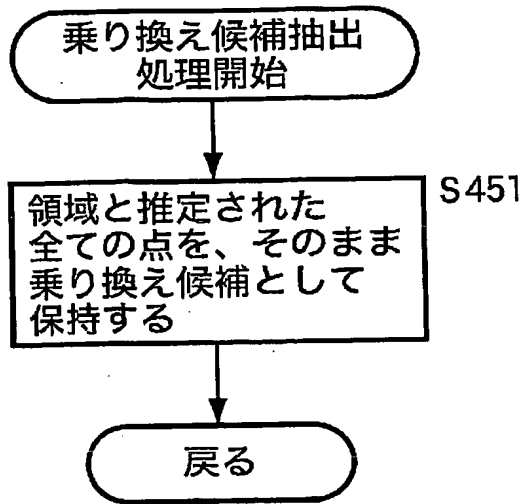 乗り換え候補抽出
処理開始
S451
領域と推定された
全ての点を、そのまま
乗り換え候補として
保持する
戻る